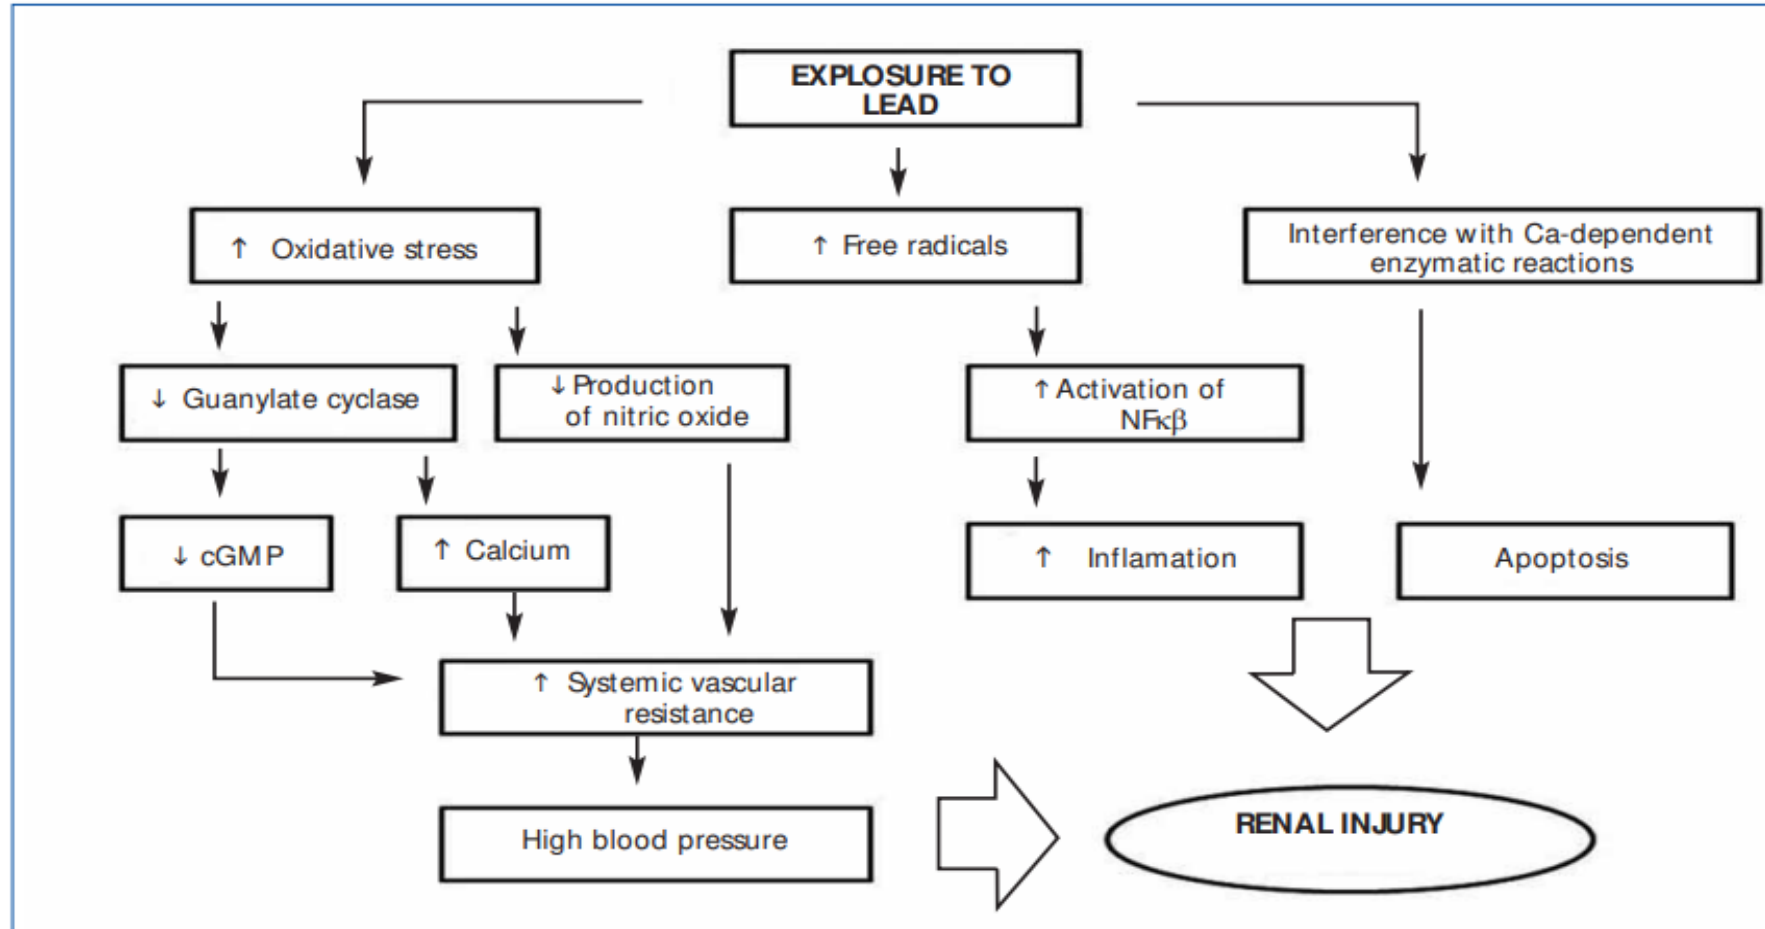 EXPLOSURE TO
LEAD
↑ Oxidative stress
↑ Free radicals
Interference with Ca-dependent
enzymatic reactions
↓ Guanylate cyclase
↓ Production
of nitric oxide
↑ Activation of
NFκβ
↓ cGMP
↑ Calcium
↑ Inflamation
Apoptosis
↑ Systemic vascular
resistance
High blood pressure
RENAL INJURY